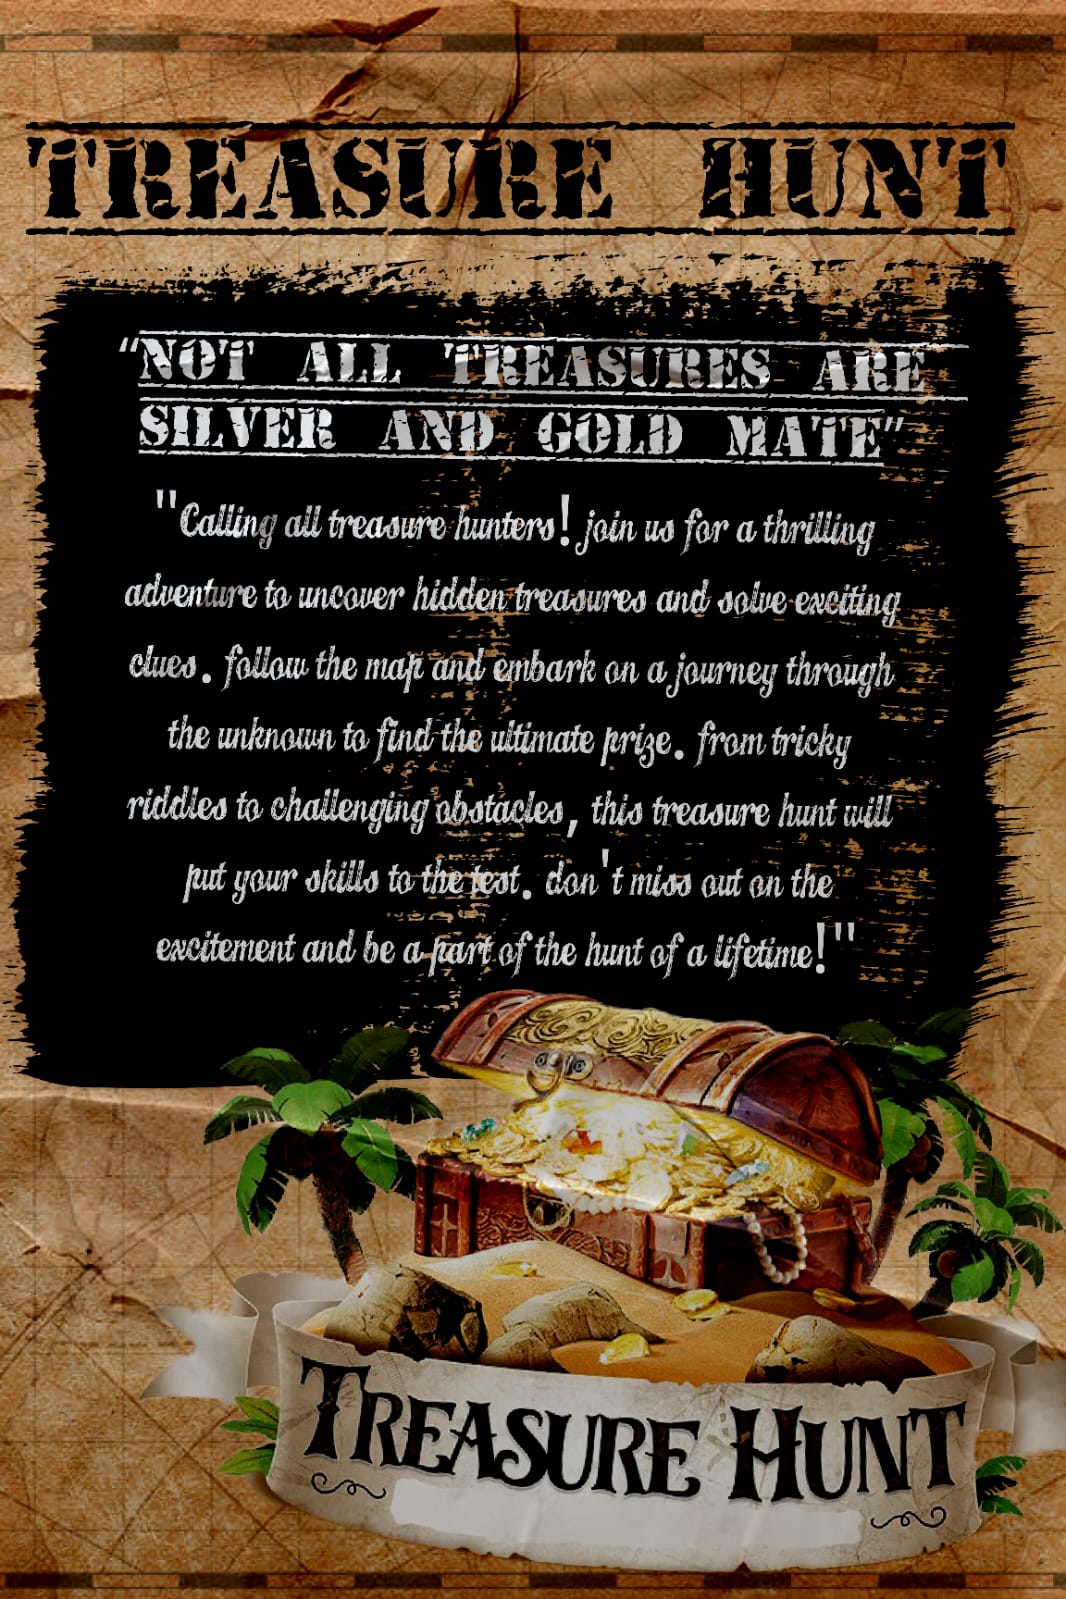 TREASURE HUNT
“NOT ALL TREASURES ARE
SILVER AND GOLD MATE”
"Calling all treasure hunters! join us for a thrilling
adventure to uncover hidden treasures and solve exciting
clues. follow the map and embark on a journey through
the unknown to find the ultimate prize. from tricky
riddles to challenging obstacles, this treasure hunt will
put your skills to the test. don't miss out on the
excitement and be a part of the hunt of a lifetime!"
TREASURE HUNT